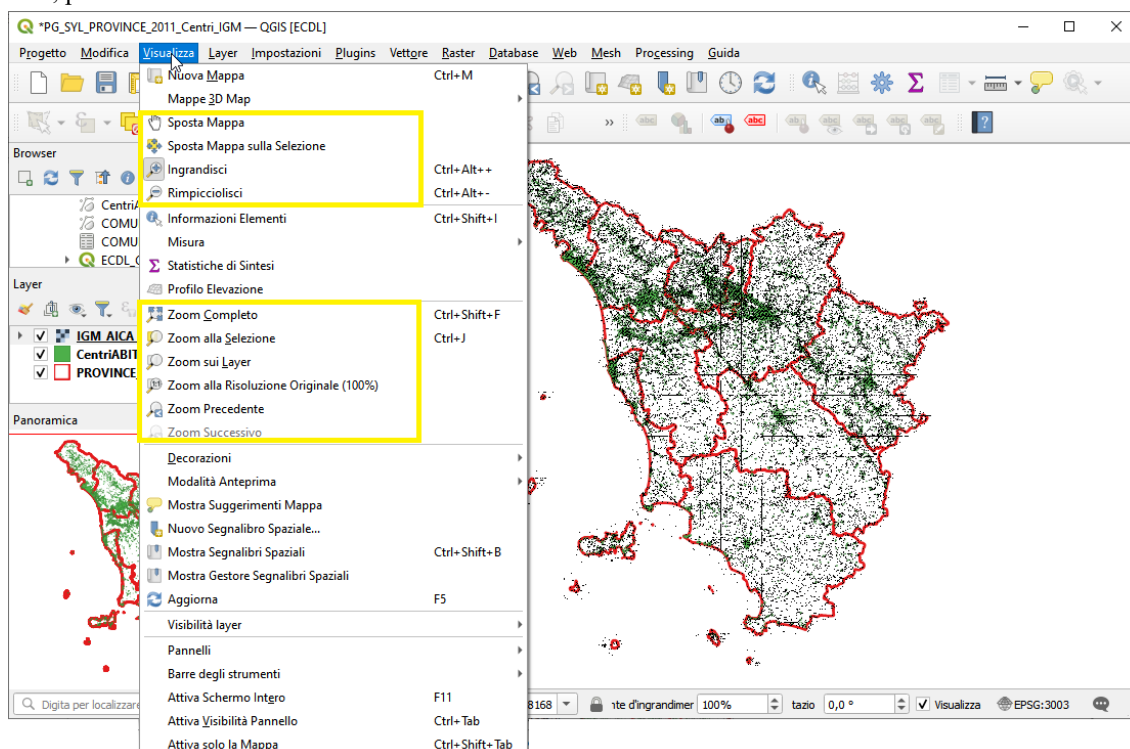 *PG_SYL_PROVINCE_2011_Centri_IGM — QGIS [ECDL]
Progetto Modifica Visualizza Layer Impostazioni Plugins Vettore Raster Database Web Mesh Processing Guida
Nuova Mappa Ctrl+M
Mappe 3D Map
Sposta Mappa
Sposta Mappa sulla Selezione
Ingrandisci Ctrl+Alt++
Rimpicciolisci Ctrl+Alt+-
Informazioni Elementi Ctrl+Shift+I
Misura
Statistiche di Sintesi
Profilo Elevazione
Zoom Completo Ctrl+Shift+F
Zoom alla Selezione Ctrl+J
Zoom sui Layer
Zoom alla Risoluzione Originale (100%)
Zoom Precedente
Zoom Successivo
Decorazioni
Modalità Anteprima
Mostra Suggerimenti Mappa
Nuovo Segnalibro Spaziale...
Mostra Segnalibri Spaziali Ctrl+Shift+B
Mostra Gestore Segnalibri Spaziali
Aggiorna F5
Visibilità layer
Pannelli
Barre degli strumenti
Attiva Schermo Intero F11
Attiva Visibilità Pannello Ctrl+Tab
Attiva solo la Mappa Ctrl+Shift+Tab
Browser
Centri
COMU
COMU
ECDL_
Layer
IGM AICA
CentriABIT
PROVINCE
Panoramica
Digita per localizzare 8168 nte d'ingrandimer 100% tazio 0,0 ° Visualizza EPSG:3003